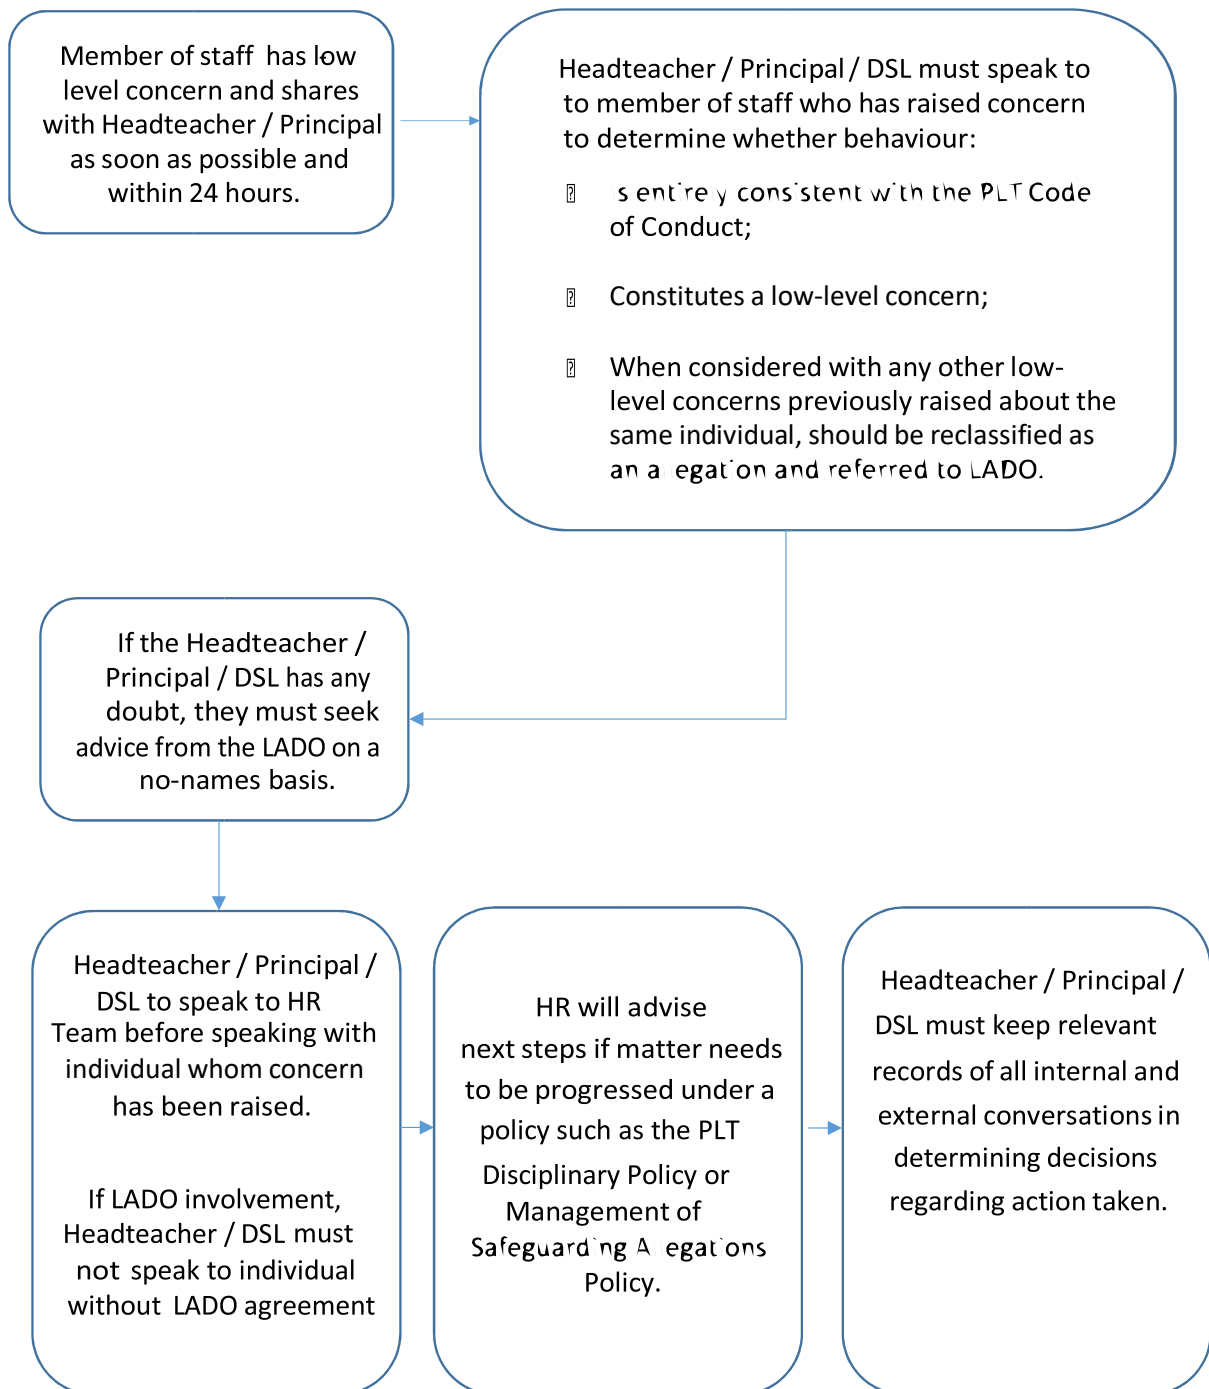 Member of staff has low
level concern and shares
with Headteacher / Principal
as soon as possible and
within 24 hours.
Headteacher / Principal / DSL must speak to
to member of staff who has raised concern
to determine whether behaviour:
Is entirely consistent with the PLT Code
of Conduct;
Constitutes a low-level concern;
When considered with any other low-
level concerns previously raised about the
same individual, should be reclassified as
an allegation and referred to LADO.
If the Headteacher /
Principal / DSL has any
doubt, they must seek
advice from the LADO on a
no-names basis.
Headteacher / Principal /
DSL to speak to HR
Team before speaking with
individual whom concern
has been raised.
If LADO involvement,
Headteacher / DSL must
not speak to individual
without LADO agreement
HR will advise
next steps if matter needs
to be progressed under a
policy such as the PLT
Disciplinary Policy or
Management of
Safeguarding Allegations
Policy.
Headteacher / Principal /
DSL must keep relevant
records of all internal and
external conversations in
determining decisions
regarding action taken.